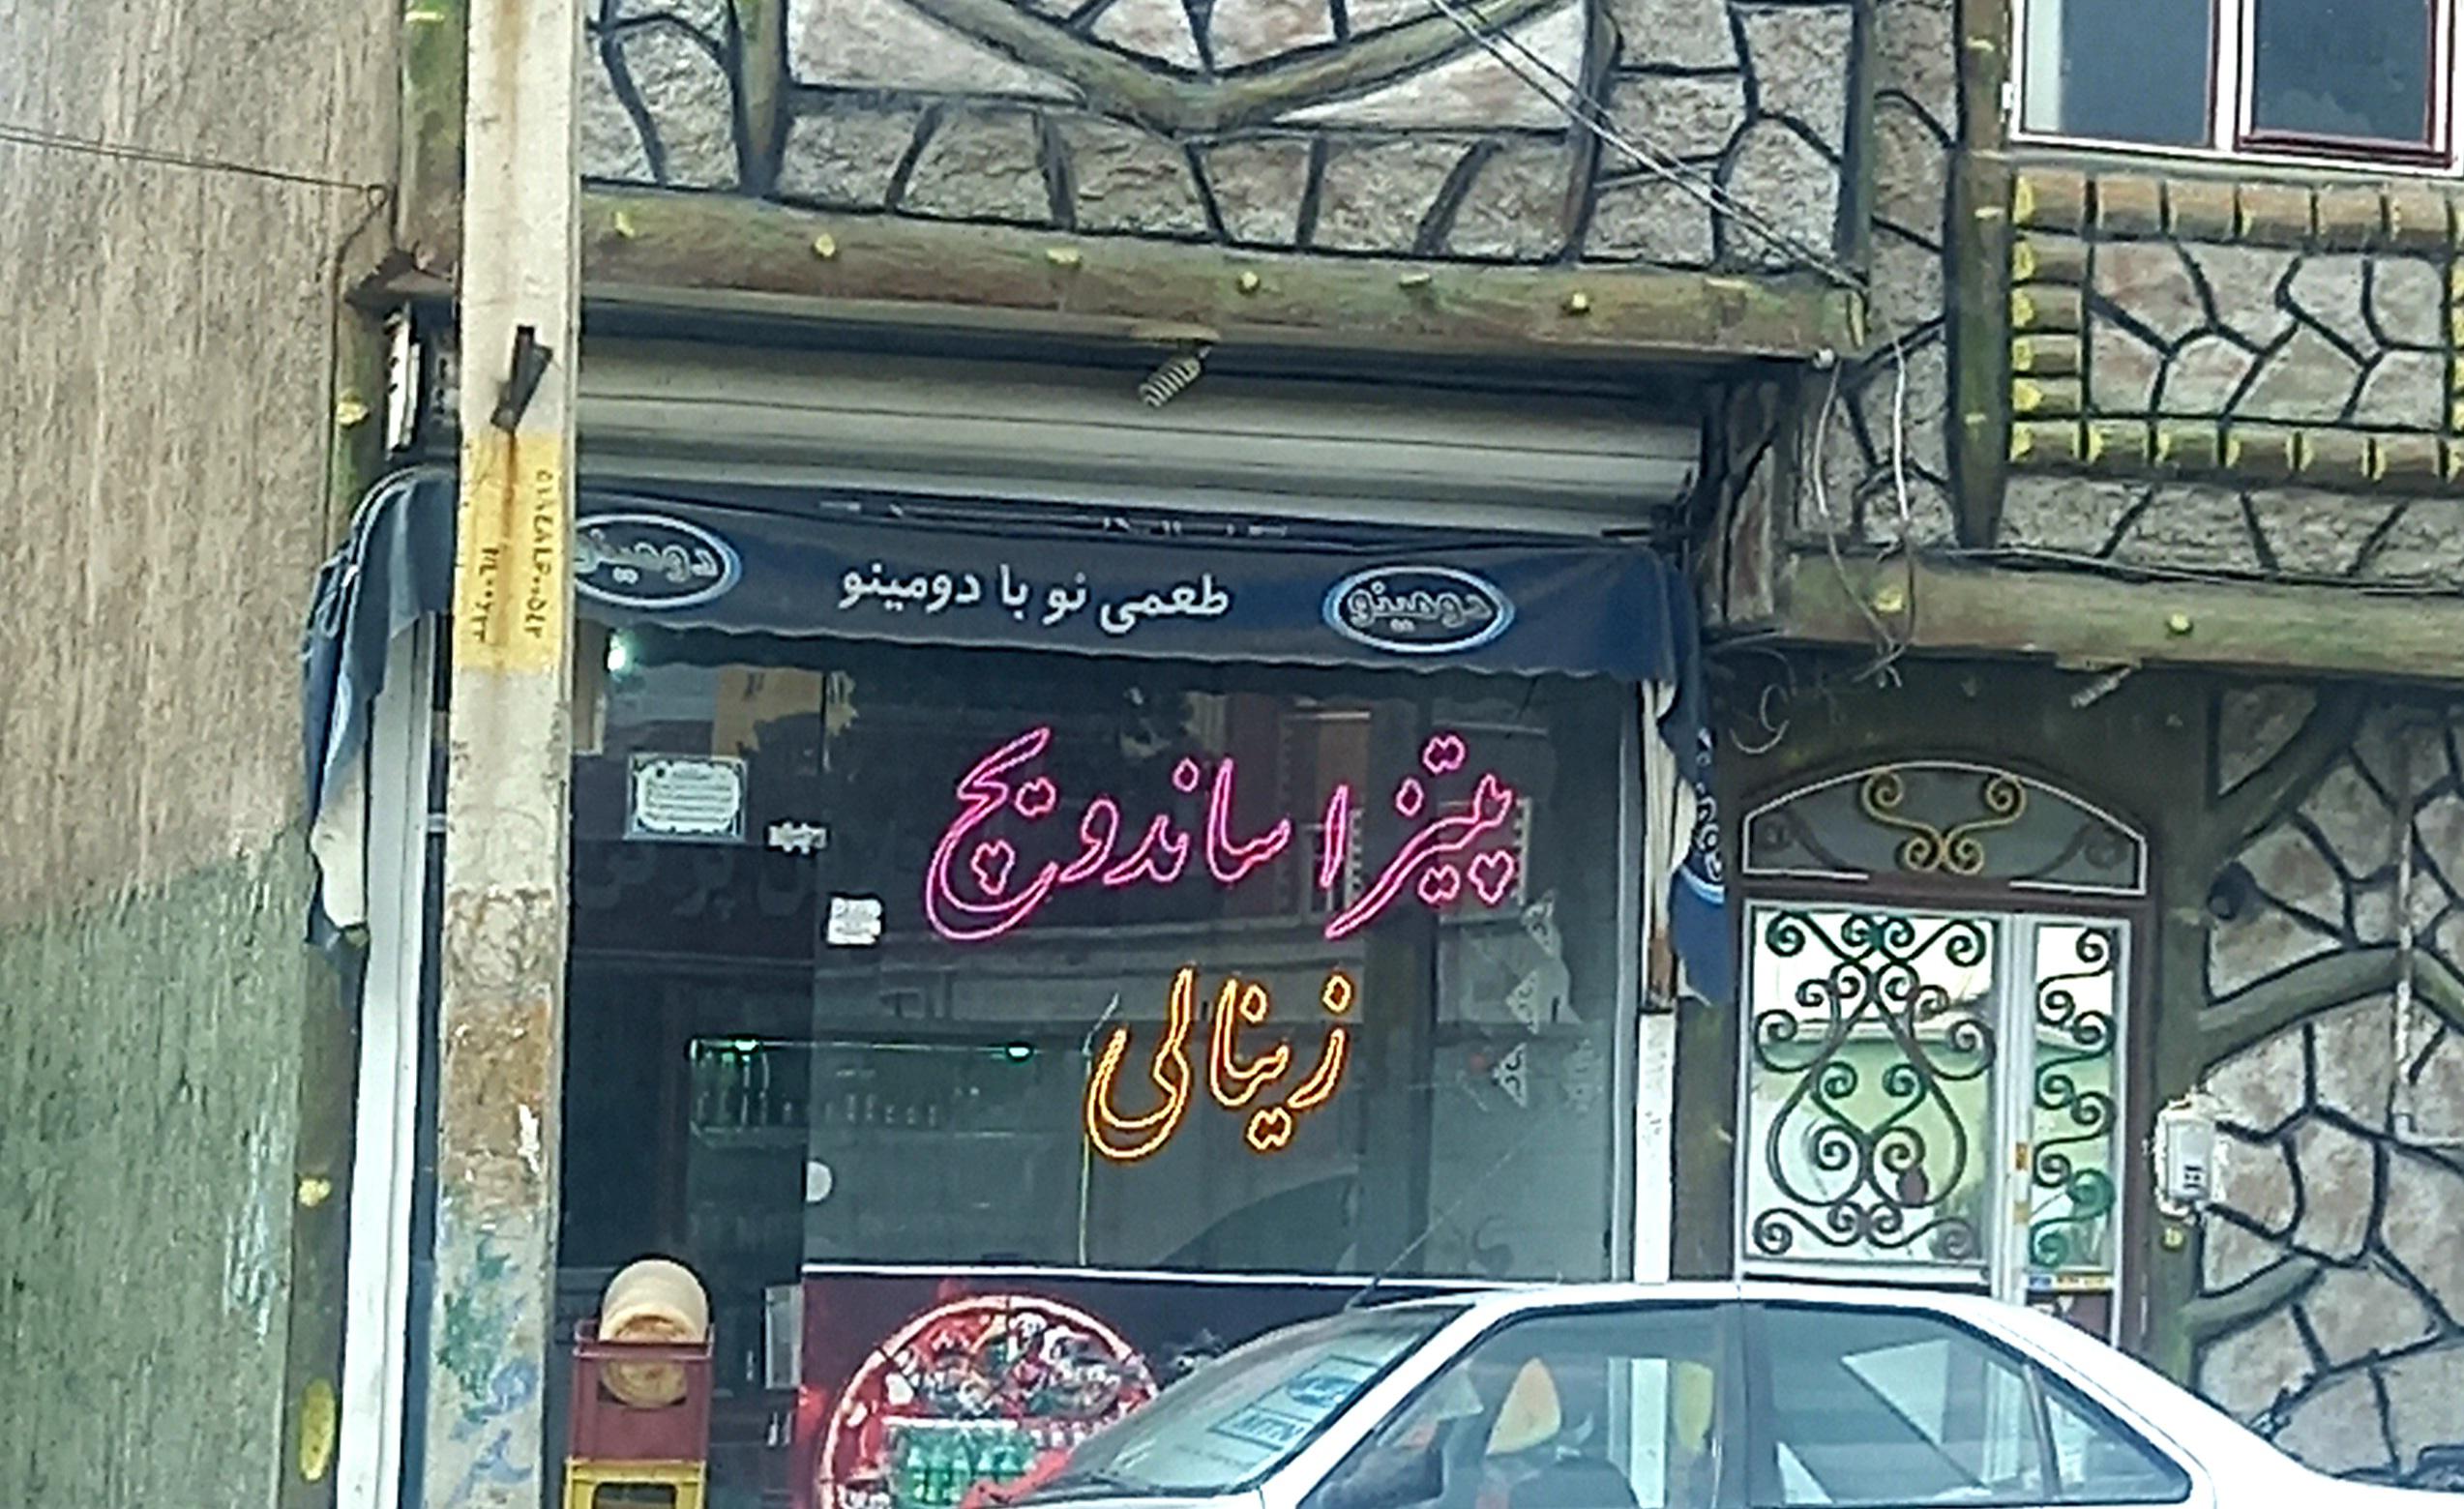 دومینو
طعمی نو با دومینو
دومینو
پیتزا ساندویچ
زینالی